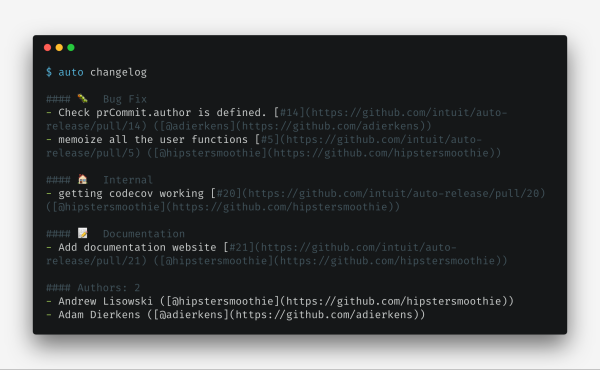 $ auto changelog
#### 🐛 Bug Fix
- Check prCommit.author is defined. [#14](https://github.com/intuit/auto-
release/pull/14) ([@adierkens](https://github.com/adierkens))
- memoize all the user functions [#5](https://github.com/intuit/auto-
release/pull/5) ([@hipstersmoothie](https://github.com/hipstersmoothie))
#### 🏠 Internal
- getting codecov working [#20](https://github.com/intuit/auto-release/pull/20)
([@hipstersmoothie](https://github.com/hipstersmoothie))
#### 📝 Documentation
- Add documentation website [#21](https://github.com/intuit/auto-
release/pull/21) ([@hipstersmoothie](https://github.com/hipstersmoothie))
#### Authors: 2
- Andrew Lisowski ([@hipstersmoothie](https://github.com/hipstersmoothie))
- Adam Dierkens ([@adierkens](https://github.com/adierkens))